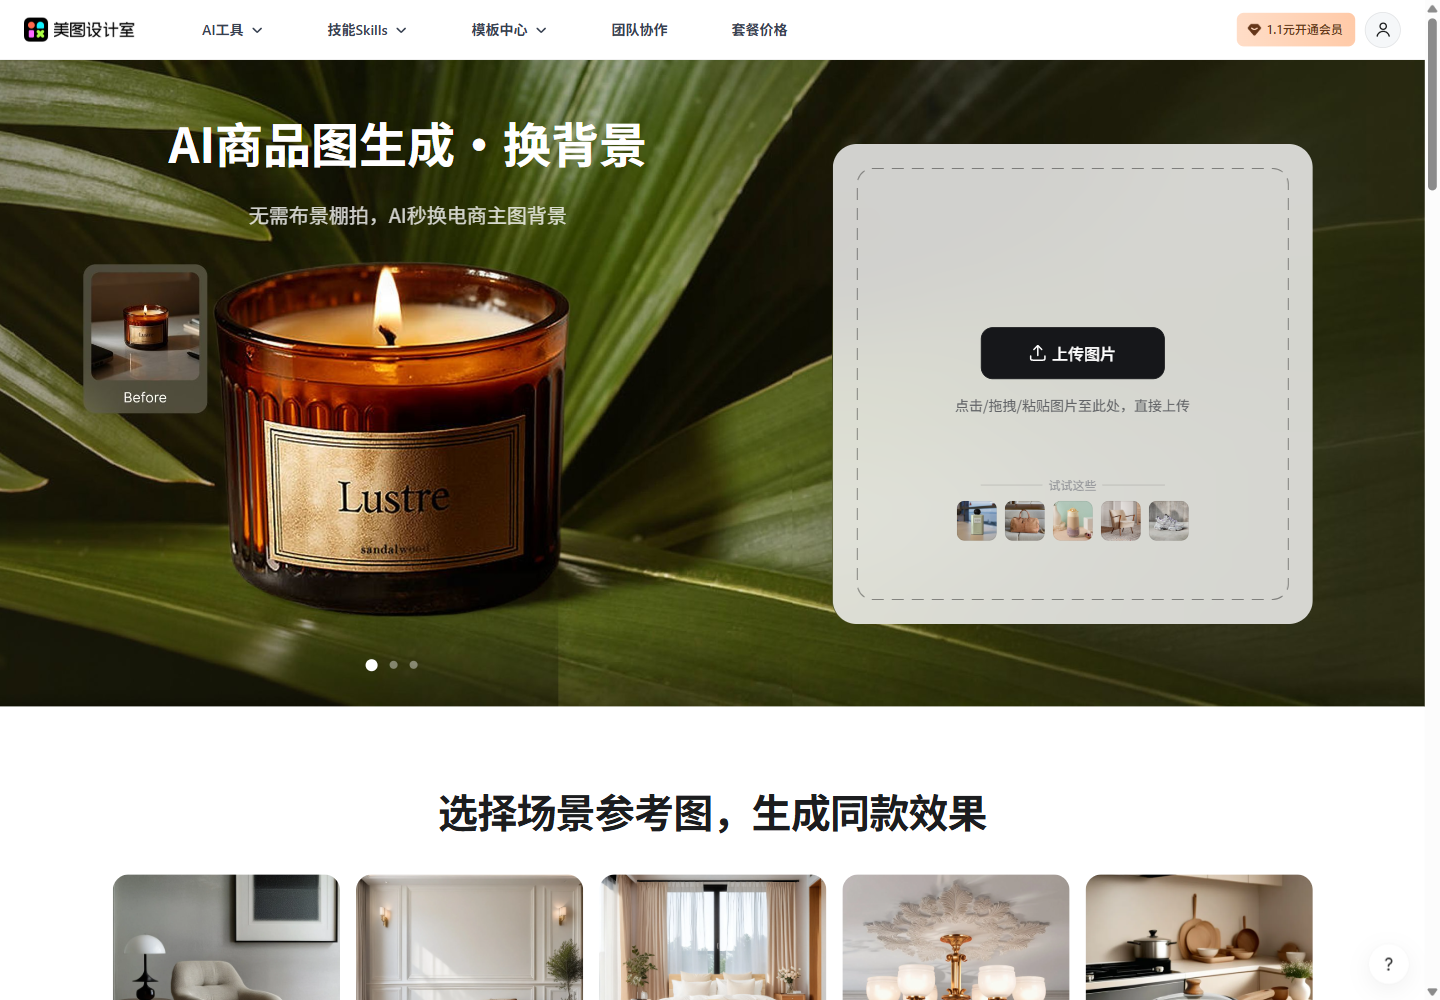 美图设计室
AI工具
技能Skills
模板中心
团队协作
套餐价格
1.1元开通会员
AI商品图生成·换背景
无需布景棚拍，AI秒换电商主图背景
Lustre
Before
Lustre
sandalwood
上传图片
点击/拖拽/粘贴图片至此处，直接上传
试试这些
选择场景参考图，生成同款效果
?